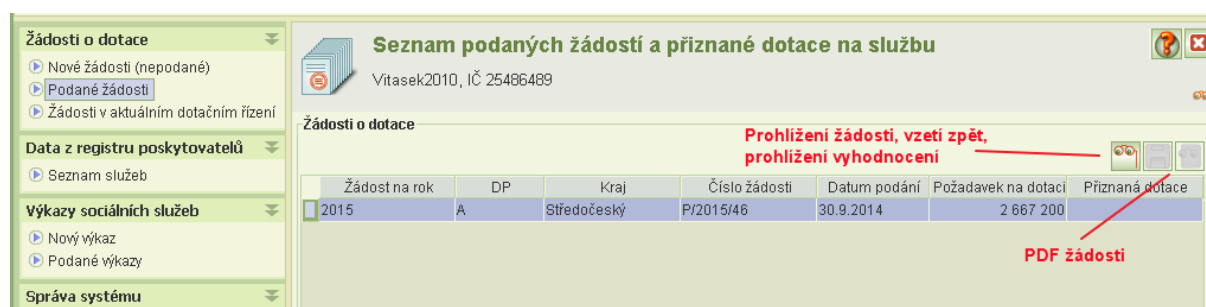 Žádosti o dotace
Nové žádosti (nepodané)
Podané žádosti
Žádosti v aktuálním dotačním řízení
Data z registru poskytovatelů
Seznam služeb
Výkazy sociálních služeb
Nový výkaz
Podané výkazy
Správa systému
Seznam podaných žádostí a přiznané dotace na službu
Vitasek2010, IČ 25486489
Žádosti o dotace
Prohlížení žádosti, vzetí zpět,
prohlížení vyhodnocení
Žádost na rok DP Kraj Číslo žádosti Datum podání Požadavek na dotaci Přiznaná dotace
2015 A Středočeský P/2015/46 30.9.2014 2 667 200
PDF žádosti